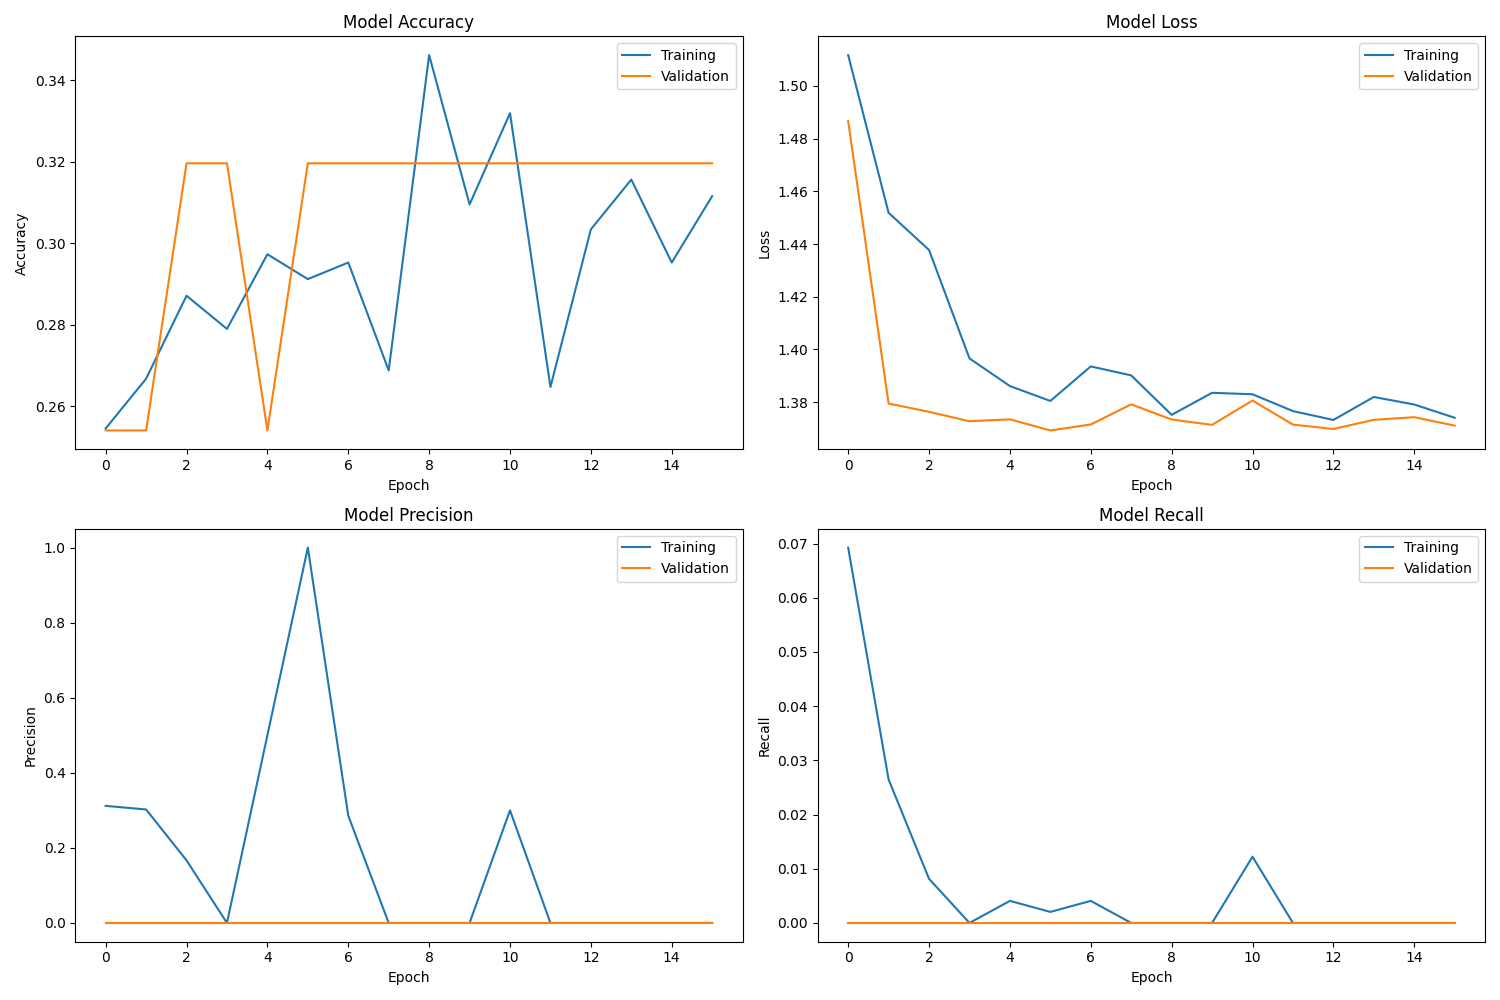 Model Accuracy
Training
Validation
0.34
0.32
0.30
0.28
0.26
Accuracy
0 2 4 6 8 10 12 14
Epoch
Model Loss
Training
Validation
1.50
1.48
1.46
1.44
1.42
1.40
1.38
Loss
0 2 4 6 8 10 12 14
Epoch
Model Precision
Training
Validation
1.0
0.8
0.6
0.4
0.2
0.0
Precision
0 2 4 6 8 10 12 14
Epoch
Model Recall
Training
Validation
0.07
0.06
0.05
0.04
0.03
0.02
0.01
0.00
Recall
0 2 4 6 8 10 12 14
Epoch